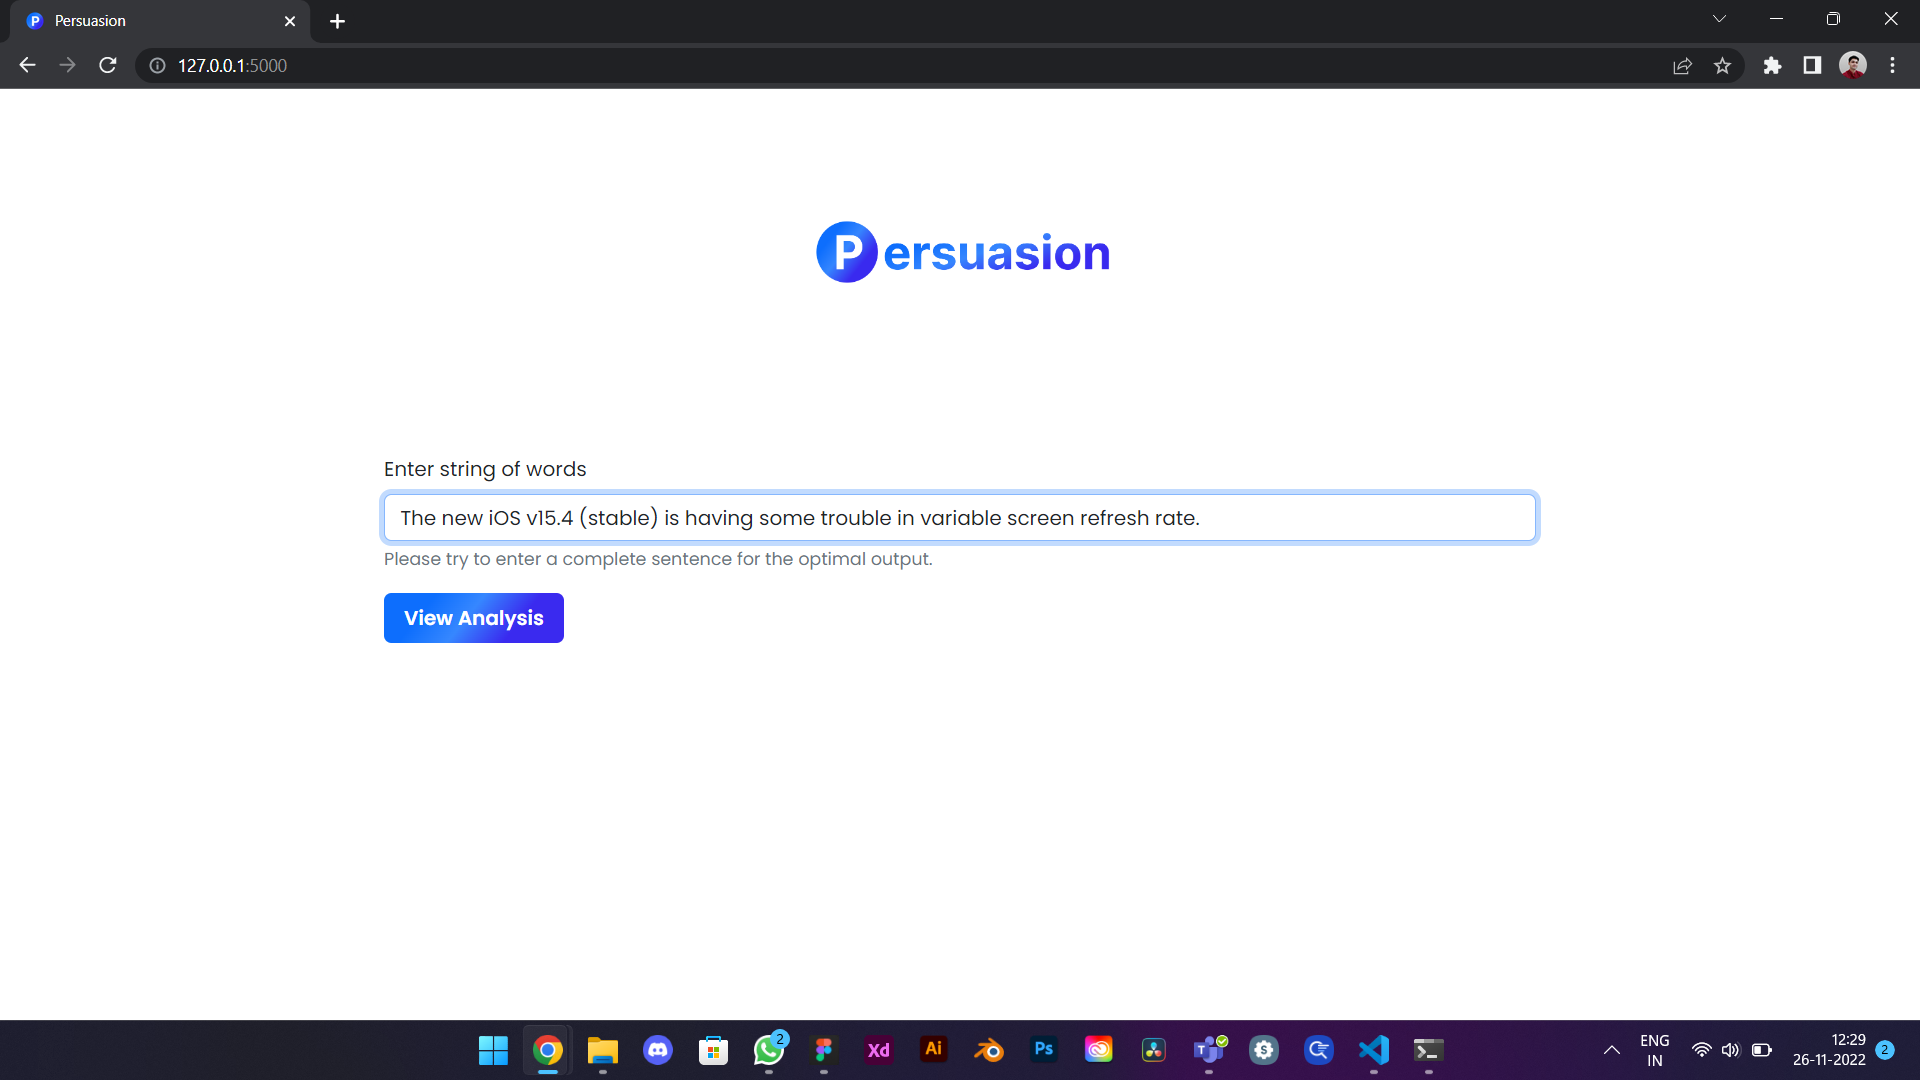 P Persuasion
127.0.0.1:5000
Persuasion
Enter string of words
The new iOS v15.4 (stable) is having some trouble in variable screen refresh rate.
Please try to enter a complete sentence for the optimal output.
View Analysis
2
Xd
Ai
Ps
T
ENG
IN
12:29
26-11-2022
2